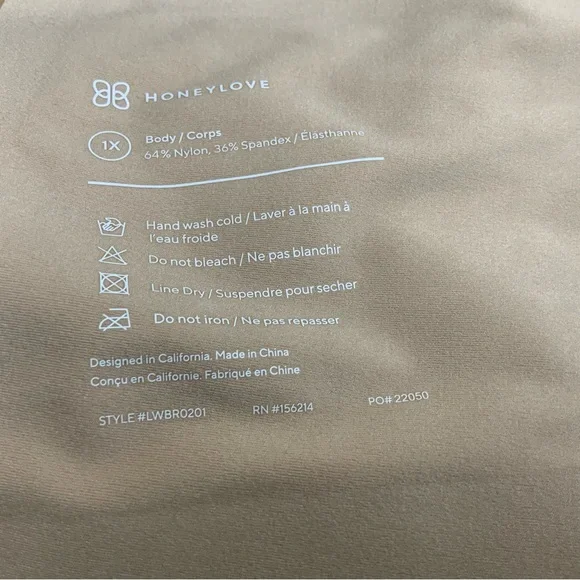 HONEYLOVE
1X
Body / Corps
64% Nylon, 36% Spandex / Élasthanne
Hand wash cold / Laver à la main à
l'eau froide
Do not bleach / Ne pas blanchir
Line Dry / Suspendre pour secher
Do not iron / Ne pas repasser
Designed in California. Made in China
Conçu en Californie. Fabriqué en Chine
STYLE #LWBR0201 RN #156214 PO# 22050